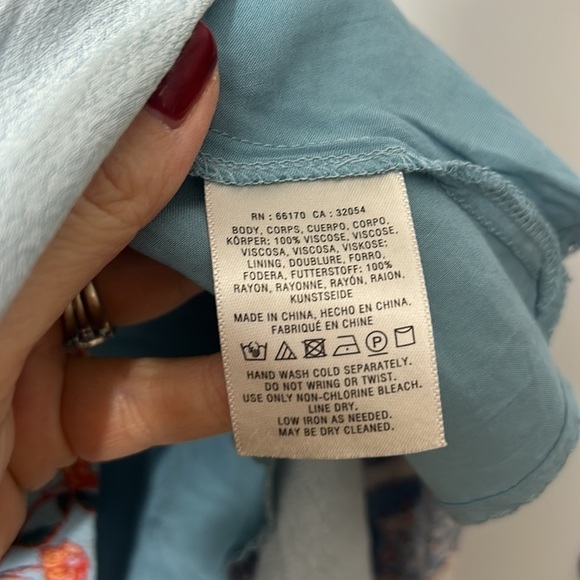 RN : 66170 CA : 32054
BODY, CORPS, CUERPO, CORPO,
KÖRPER: 100% VISCOSE, VISCOSE,
VISCOSA, VISCOSA, VISKOSE:
LINING, DOUBLURE, FORRO,
FODERA, FUTTERSTOFF: 100%
RAYON, RAYONNE, RAYÓN, RAION,
KUNSTSEIDE
MADE IN CHINA, HECHO EN CHINA.
FABRIQUÉ EN CHINE
P
HAND WASH COLD SEPARATELY.
DO NOT WRING OR TWIST.
USE ONLY NON-CHLORINE BLEACH.
LINE DRY.
LOW IRON AS NEEDED.
MAY BE DRY CLEANED.